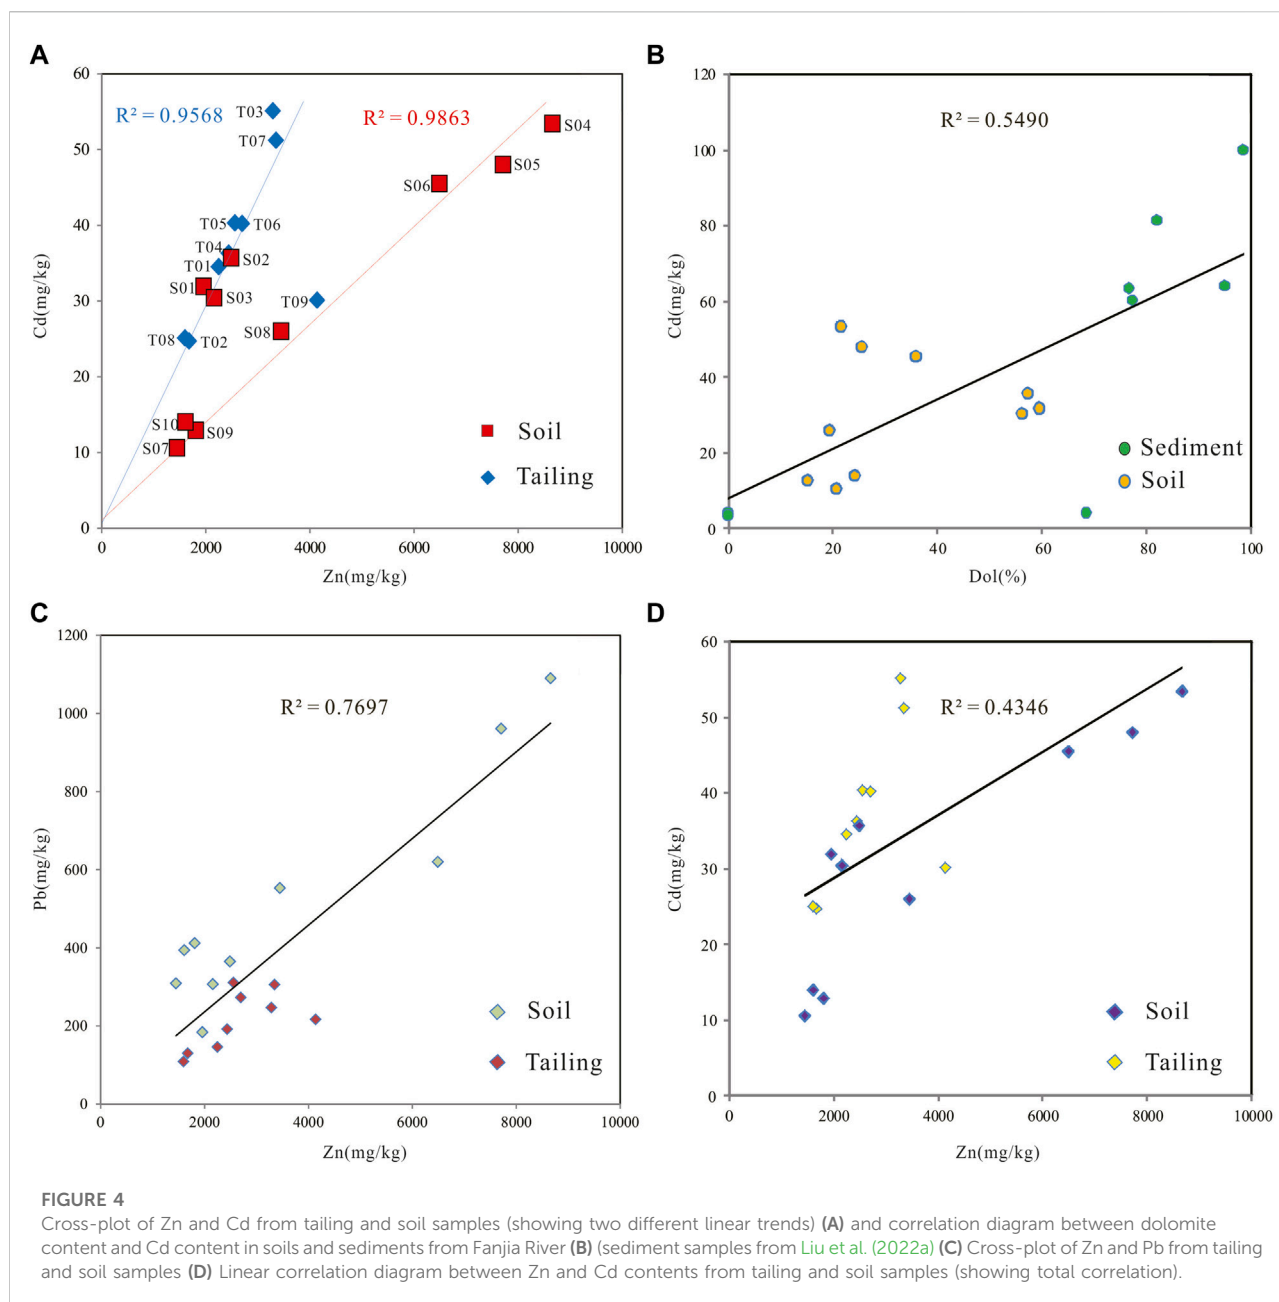 A
60
50
40
30
20
10
0
Cd(mg/kg)
R² = 0.9568
R² = 0.9863
T03
T07
S04
S05
S06
T05
T06
T04
S02
T01
S01
S03
T09
S08
T08
T02
S10
S09
S07
Soil
Tailing
0 2000 4000 6000 8000 10000
Zn(mg/kg)
B
120
100
80
60
40
20
0
Cd(mg/kg)
R² = 0.5490
Sediment
Soil
0 20 40 60 80 100
Dol(%)
C
1200
1000
800
600
400
200
0
Pb(mg/kg)
R² = 0.7697
Soil
Tailing
0 2000 4000 6000 8000 10000
Zn(mg/kg)
D
60
50
40
30
20
10
0
Cd(mg/kg)
R² = 0.4346
Soil
Tailing
0 2000 4000 6000 8000 10000
Zn(mg/kg)
FIGURE 4
Cross-plot of Zn and Cd from tailing and soil samples (showing two different linear trends) (A) and correlation diagram between dolomite
content and Cd content in soils and sediments from Fanjia River (B) (sediment samples from Liu et al. (2022a) (C) Cross-plot of Zn and Pb from tailing
and soil samples (D) Linear correlation diagram between Zn and Cd contents from tailing and soil samples (showing total correlation).